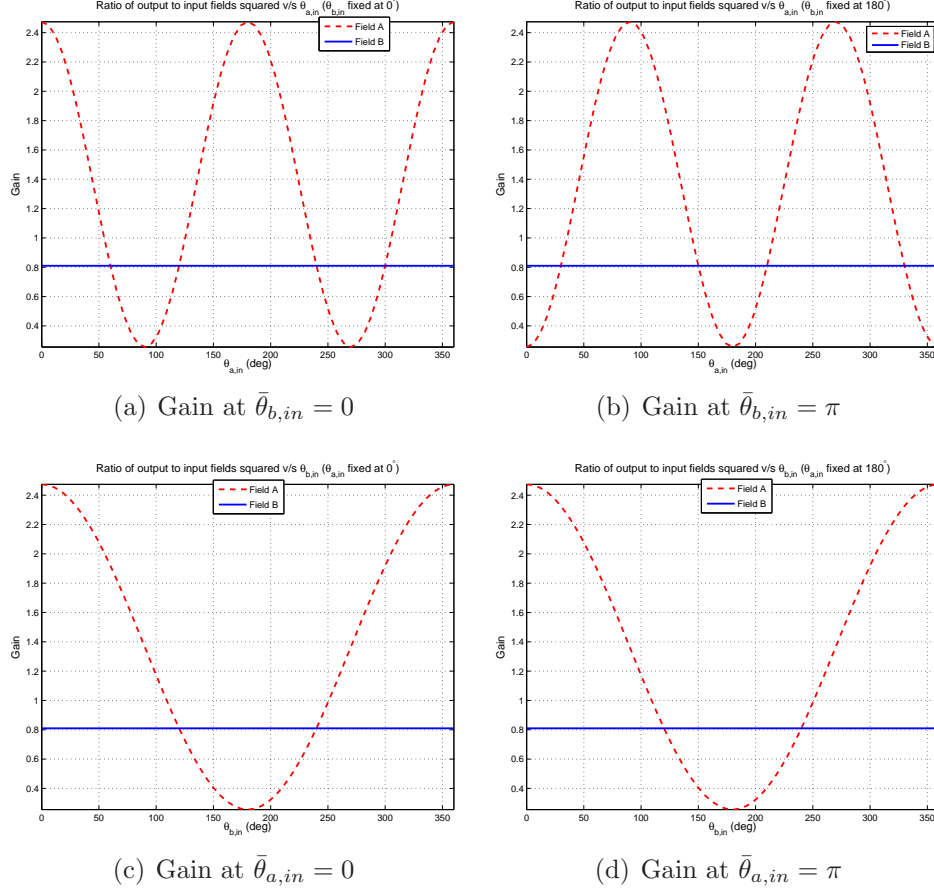 Ratio of output to input fields squared v/s θa,in (θb,in fixed at 0°)
Field A
Field B
Gain
2.4
2.2
2
1.8
1.6
1.4
1.2
1
0.8
0.6
0.4
0 50 100 150 200 250 300 350
θa,in (deg)
(a) Gain at θ̄b,in = 0
Ratio of output to input fields squared v/s θa,in (θb,in fixed at 180°)
Field A
Field B
Gain
2.4
2.2
2
1.8
1.6
1.4
1.2
1
0.8
0.6
0.4
0 50 100 150 200 250 300 350
θa,in (deg)
(b) Gain at θ̄b,in = π
Ratio of output to input fields squared v/s θb,in (θa,in fixed at 0°)
Field A
Field B
Gain
2.4
2.2
2
1.8
1.6
1.4
1.2
1
0.8
0.6
0.4
0 50 100 150 200 250 300 350
θb,in (deg)
(c) Gain at θ̄a,in = 0
Ratio of output to input fields squared v/s θb,in (θa,in fixed at 180°)
Field A
Field B
Gain
2.4
2.2
2
1.8
1.6
1.4
1.2
1
0.8
0.6
0.4
0 50 100 150 200 250 300 350
θb,in (deg)
(d) Gain at θ̄a,in = π